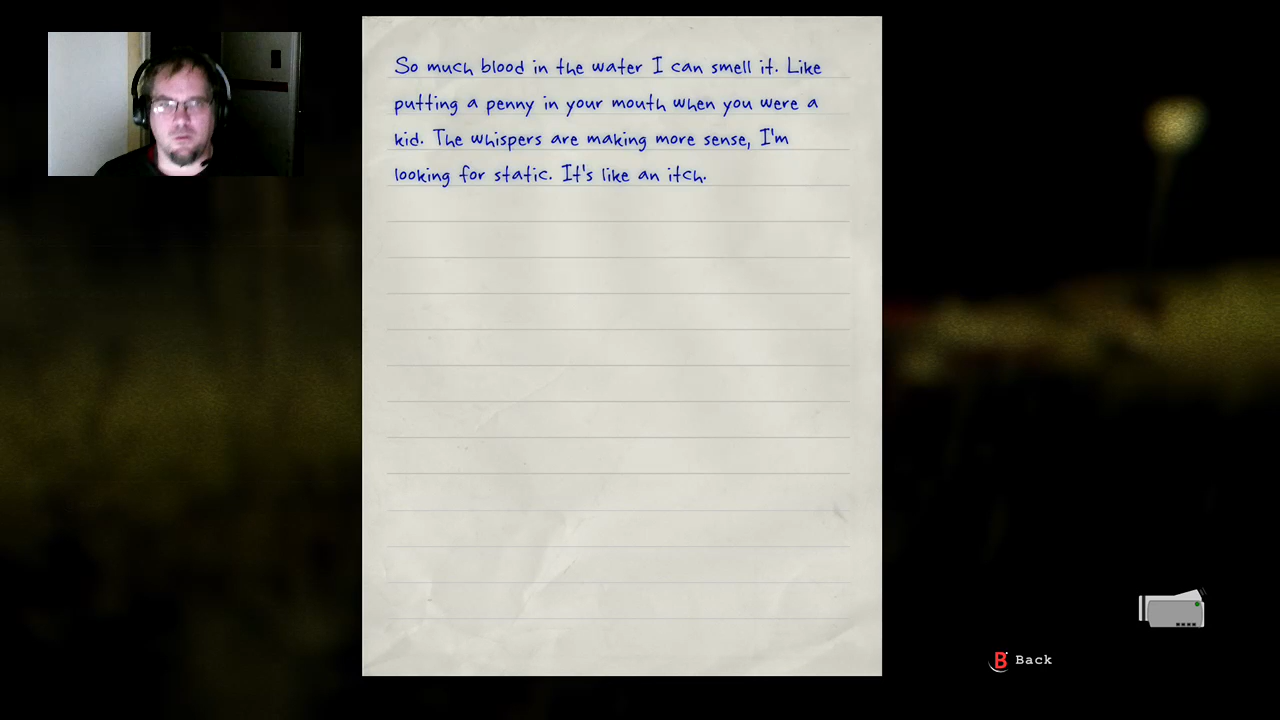 So much blood in the water I can smell it. Like
putting a penny in your mouth when you were a
kid. The whispers are making more sense, I'm
looking for static. It's like an itch.
B Back